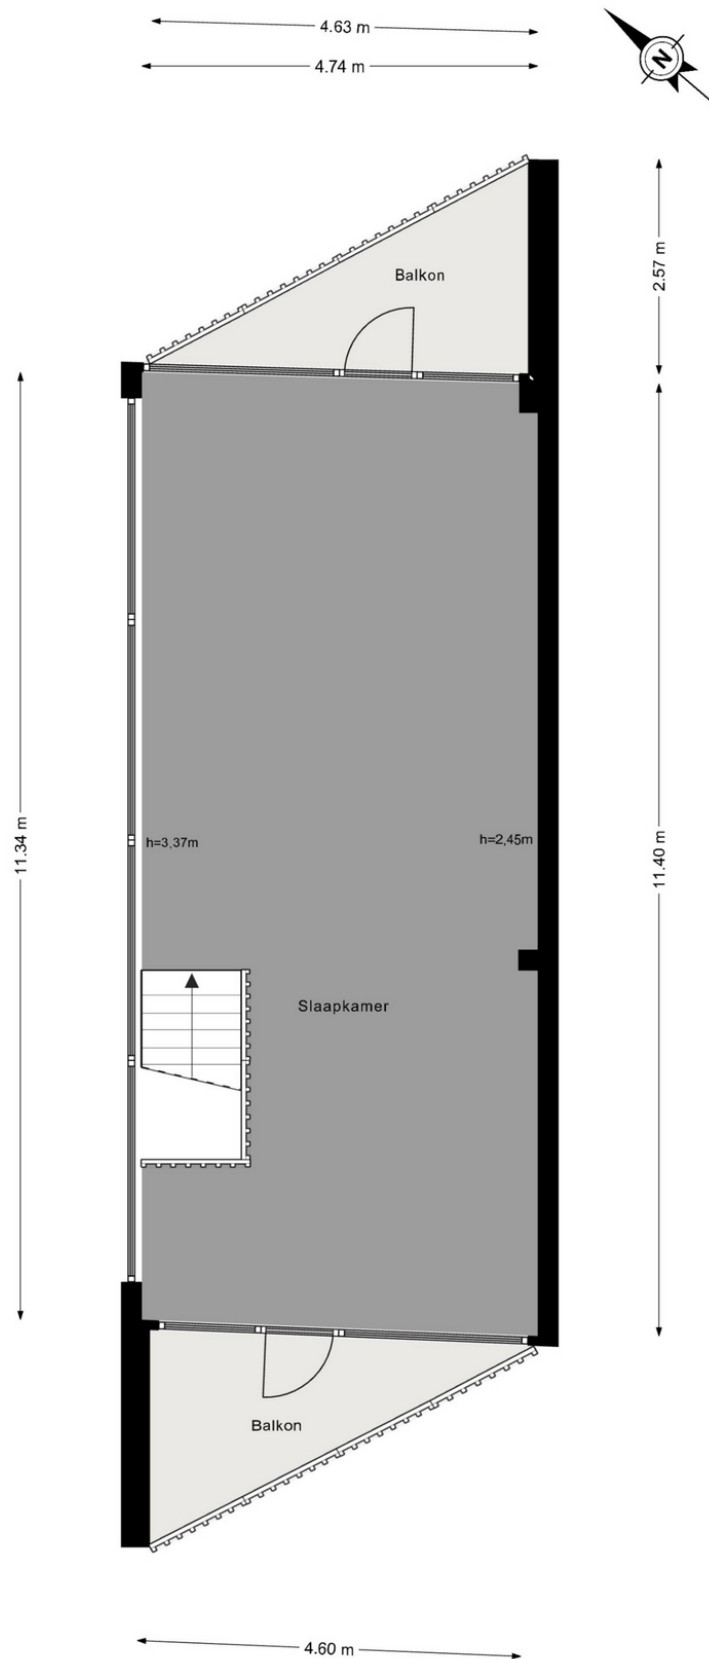 4.63 m
4.74 m
N
Balkon
2.57 m
11.34 m
11.40 m
h=3,37m
h=2,45m
Slaapkamer
Balkon
4.60 m